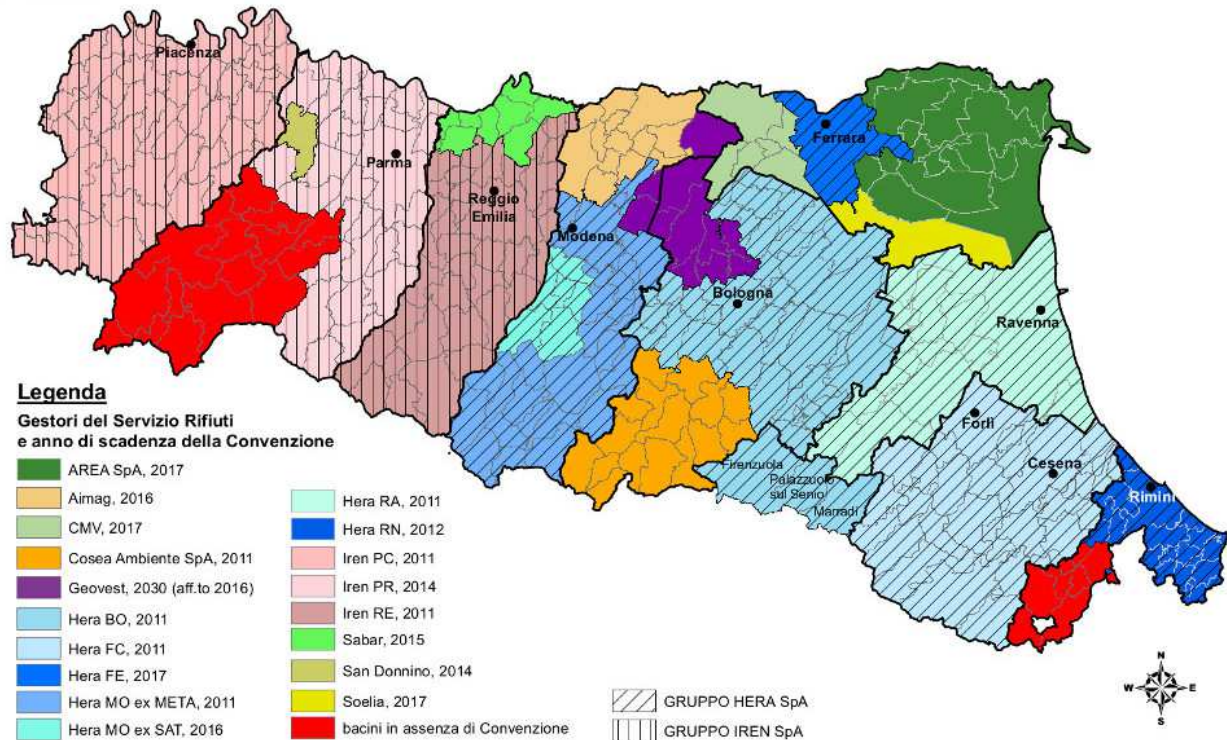 Piacenza
Parma
Reggio
Emilia
Modena
Ferrara
Bologna
Ravenna
Forlì
Cesena
Rimini
Firenzuola
Palazzuolo
sul Senio
Marradi
Legenda
Gestori del Servizio Rifiuti
e anno di scadenza della Convenzione
AREA SpA, 2017
Aimag, 2016
CMV, 2017
Cosea Ambiente SpA, 2011
Geovest, 2030 (aff.to 2016)
Hera BO, 2011
Hera FC, 2011
Hera FE, 2017
Hera MO ex META, 2011
Hera MO ex SAT, 2016
Hera RA, 2011
Hera RN, 2012
Iren PC, 2011
Iren PR, 2014
Iren RE, 2011
Sabar, 2015
San Donnino, 2014
Soelia, 2017
bacini in assenza di Convenzione
GRUPPO HERA SpA
GRUPPO IREN SpA
N
W E
S